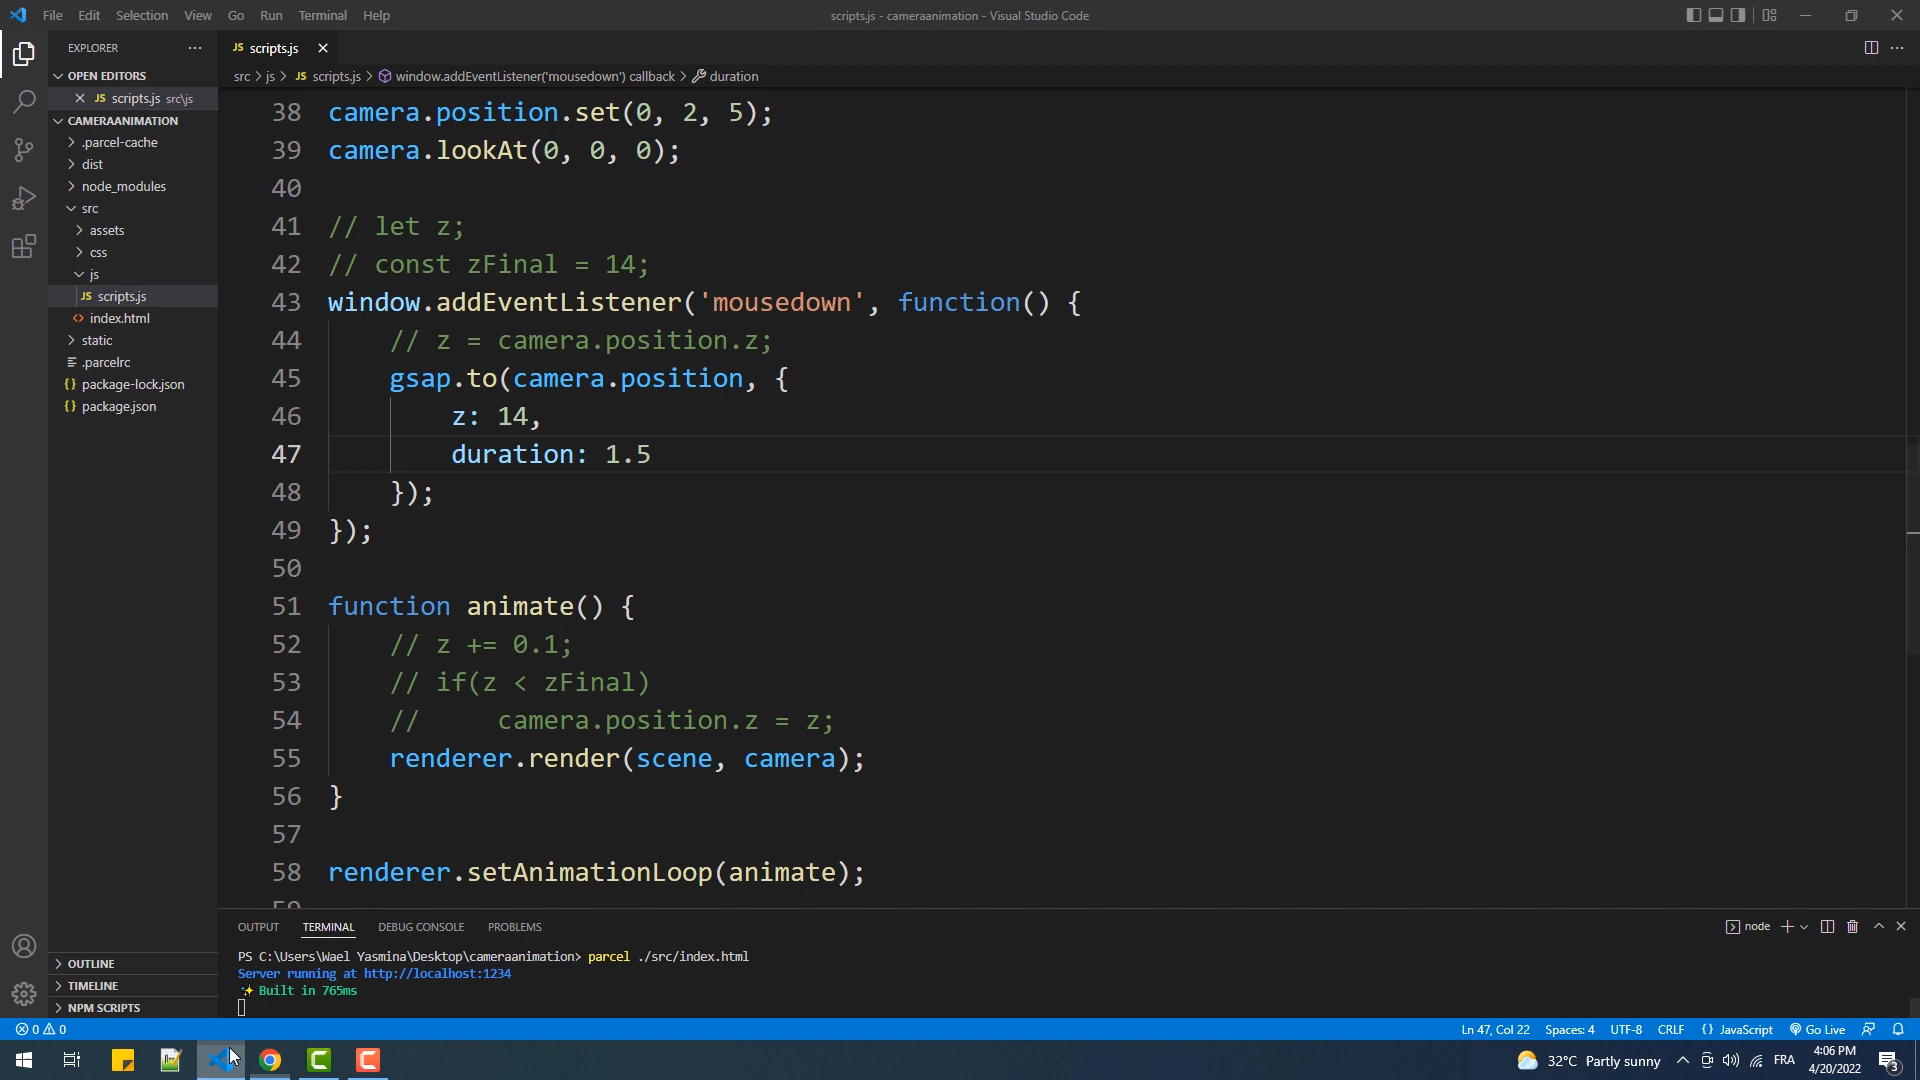 File Edit Selection View Go Run Terminal Help
scripts.js - cameraanimation - Visual Studio Code
EXPLORER
OPEN EDITORS
JS scripts.js src\js
CAMERAANIMATION
.parcel-cache
dist
node_modules
src
assets
css
js
JS scripts.js
<> index.html
static
.parcelrc
{} package-lock.json
{} package.json
OUTLINE
TIMELINE
NPM SCRIPTS
JS scripts.js
src > js > JS scripts.js > window.addEventListener('mousedown') callback > duration
38 camera.position.set(0, 2, 5);
39 camera.lookAt(0, 0, 0);
40
41 // let z;
42 // const zFinal = 14;
43 window.addEventListener('mousedown', function() {
44 // z = camera.position.z;
45 gsap.to(camera.position, {
46 z: 14,
47 duration: 1.5
48 });
49 });
50
51 function animate() {
52 // z += 0.1;
53 // if(z < zFinal)
54 //     camera.position.z = z;
55 renderer.render(scene, camera);
56 }
57
58 renderer.setAnimationLoop(animate);
OUTPUT TERMINAL DEBUG CONSOLE PROBLEMS
node
PS C:\Users\Wael Yasmina\Desktop\cameraanimation> parcel ./src/index.html
Server running at http://localhost:1234
✨ Built in 765ms
0 0
Ln 47, Col 22 Spaces: 4 UTF-8 CRLF {} JavaScript Go Live
32°C Partly sunny FRA 4:06 PM
4/20/2022
3